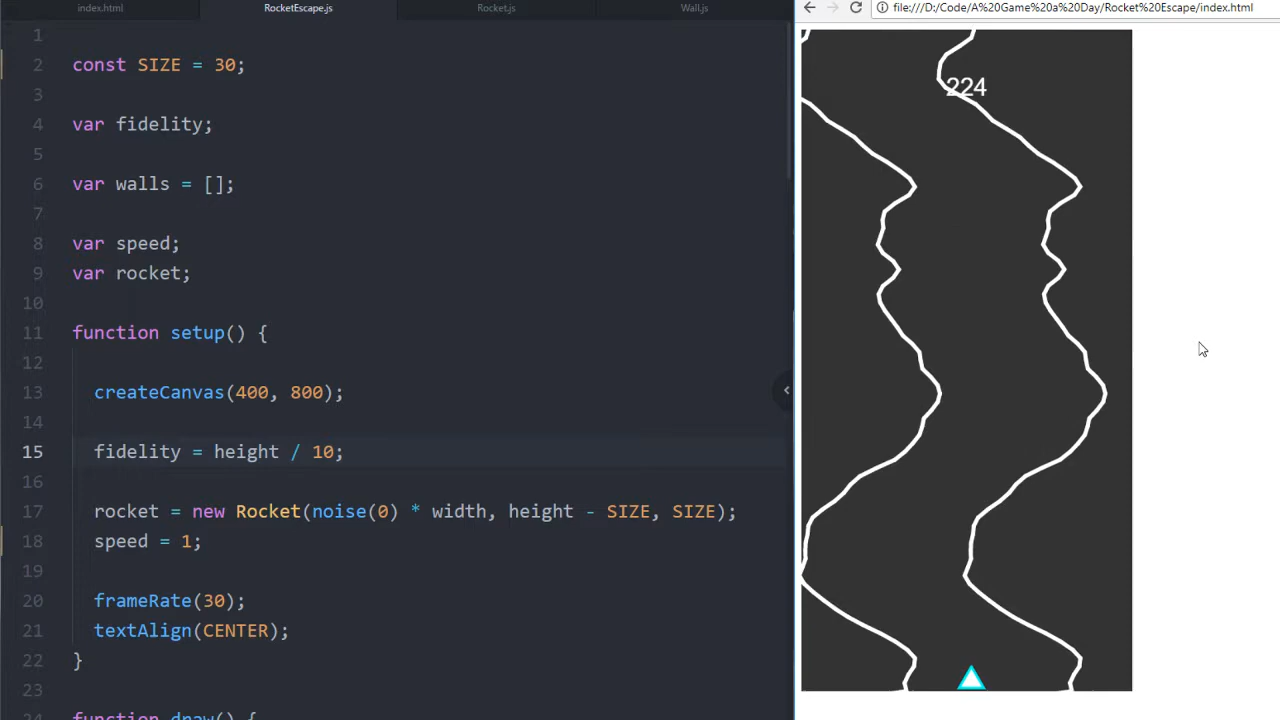 index.html
RocketEscape.js
Rocket.js
Wall.js
file:///D:/Code/A%20Game%20a%20Day/Rocket%20Escape/index.html
1
2 const SIZE = 30;
3
4 var fidelity;
5
6 var walls = [];
7
8 var speed;
9 var rocket;
10
11 function setup() {
12
13 createCanvas(400, 800);
14
15 fidelity = height / 10;
16
17 rocket = new Rocket(noise(0) * width, height - SIZE, SIZE);
18 speed = 1;
19
20 frameRate(30);
21 textAlign(CENTER);
22 }
23
24 function draw() {
224